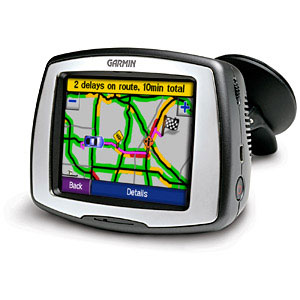 GARMIN
2 delays on route, 10min total
Back
Details